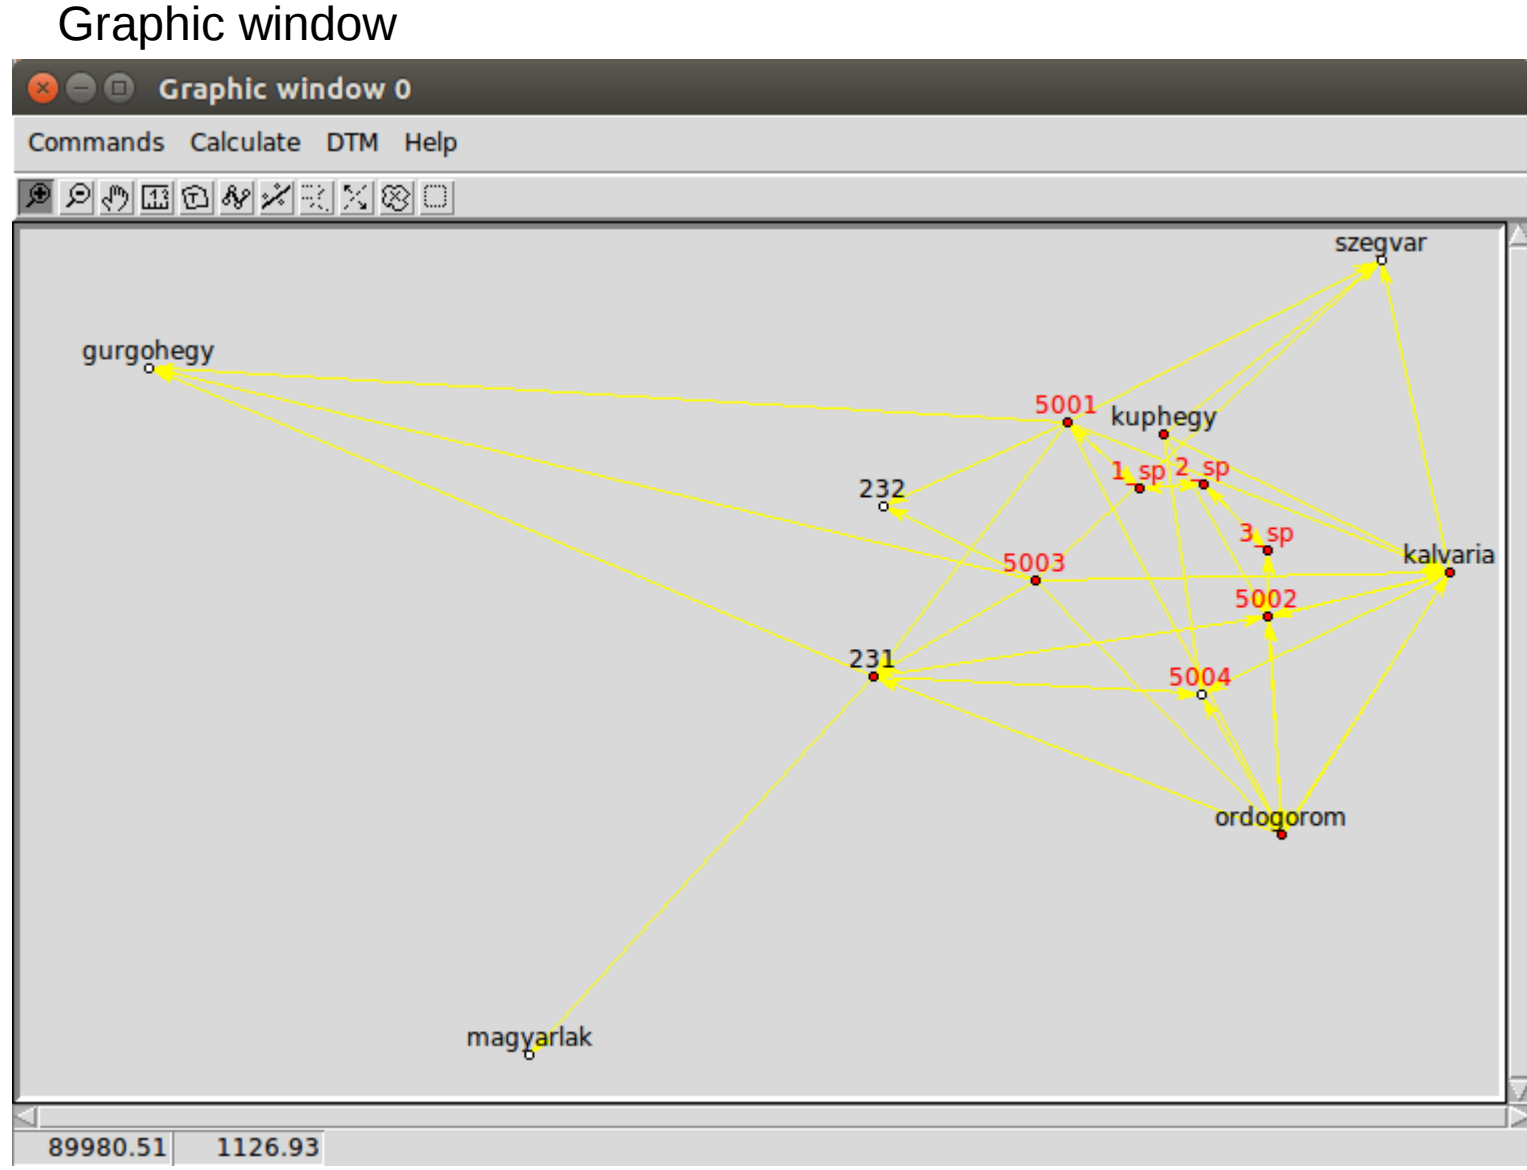 Graphic window
Graphic window 0
Commands Calculate DTM Help
szegvar
gurgohegy
5001
kuphegy
1_sp
2_sp
232
3_sp
kalvaria
5003
5002
231
5004
ordogorom
magyarlak
89980.51 1126.93